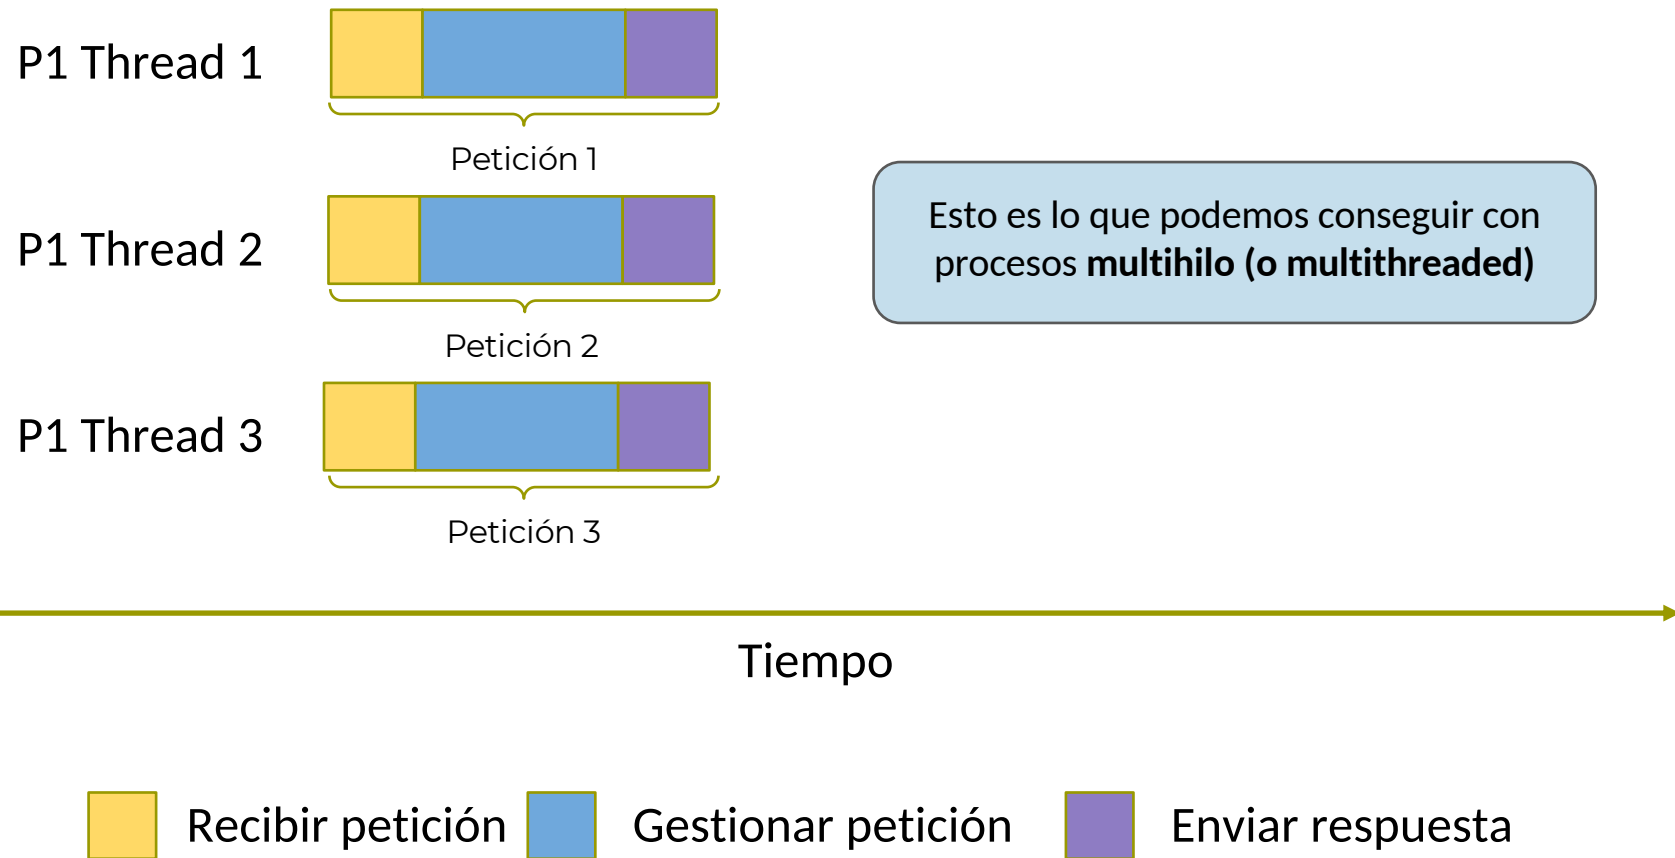 P1 Thread 1
Petición 1
P1 Thread 2
Petición 2
P1 Thread 3
Petición 3
Esto es lo que podemos conseguir con
procesos multihilo (o multithreaded)
Tiempo
Recibir petición
Gestionar petición
Enviar respuesta